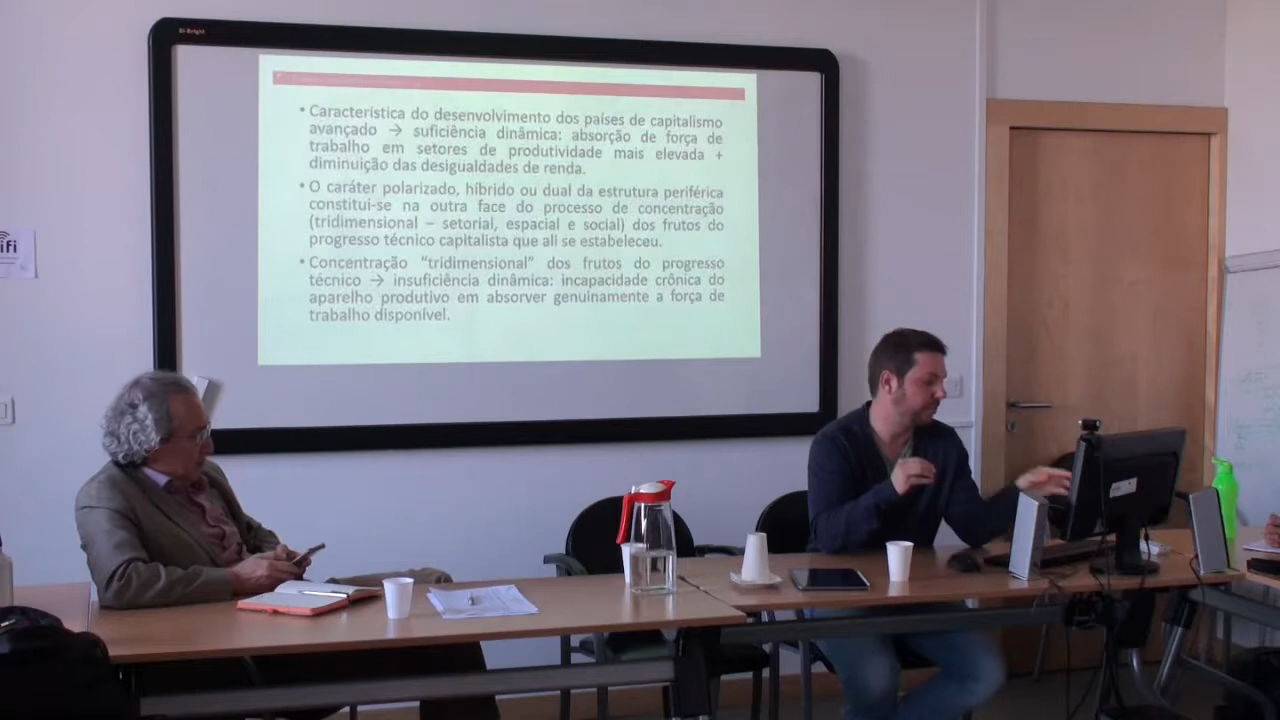 • Característica do desenvolvimento dos países de capitalismo
avançado → suficiência dinâmica: absorção de força de
trabalho em setores de produtividade mais elevada +
diminuição das desigualdades de renda.
• O caráter polarizado, híbrido ou dual da estrutura periférica
constitui-se na outra face do processo de concentração
(tridimensional – setorial, espacial e social) dos frutos do
progresso técnico capitalista que ali se estabeleceu.
• Concentração “tridimensional” dos frutos do progresso
técnico → insuficiência dinâmica: incapacidade crônica do
aparelho produtivo em absorver genuinamente a força de
trabalho disponível.
ifi